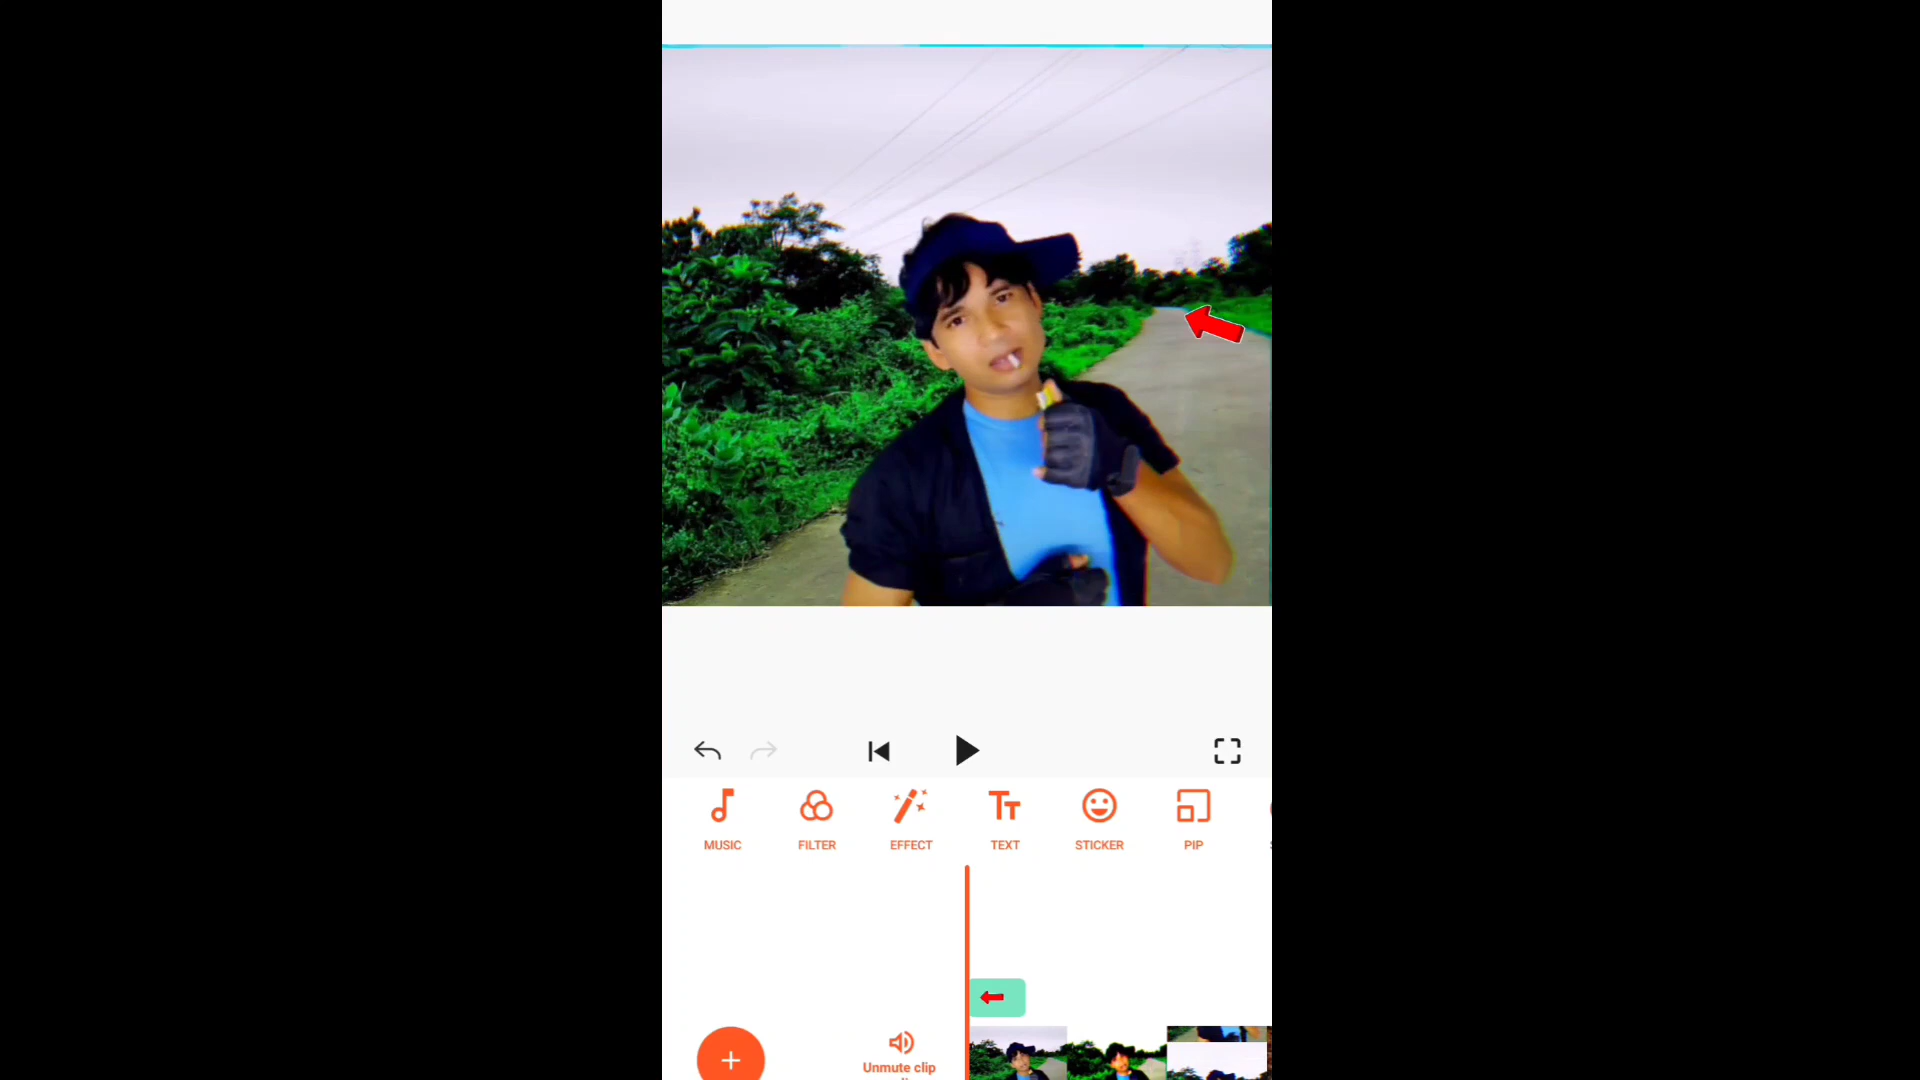 MUSIC
FILTER
EFFECT
TEXT
STICKER
PIP
Unmute clip